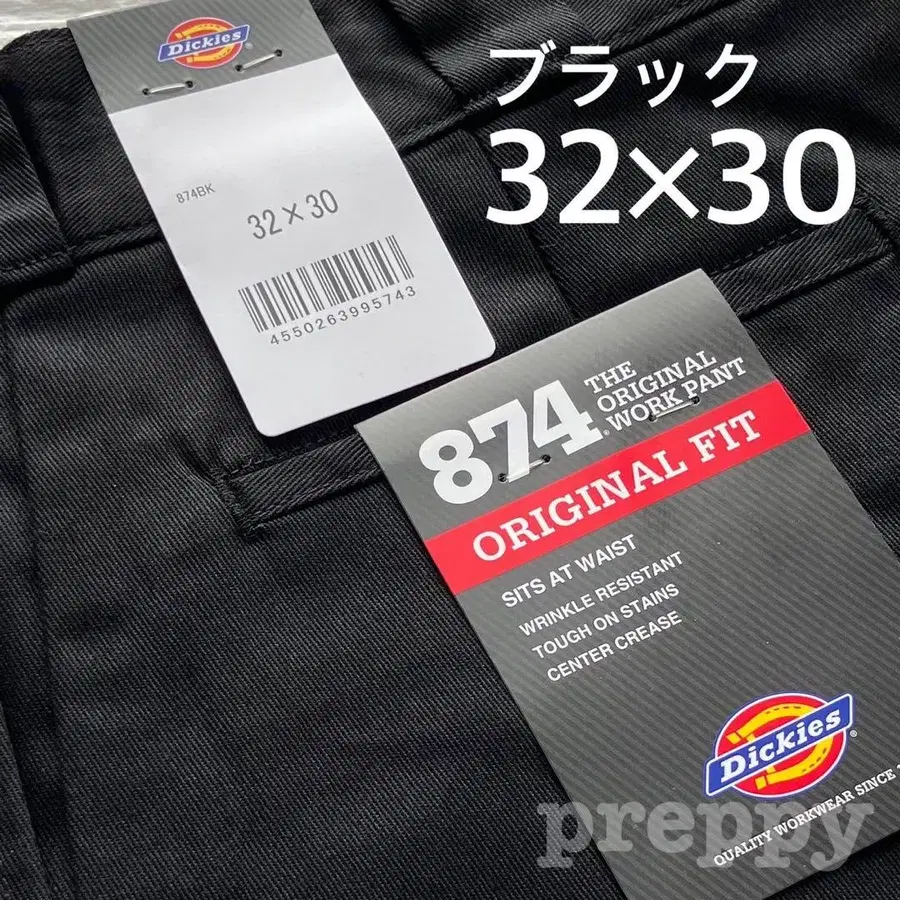 Dickies
ブラック
32×30
874BK
32×30
4550263995743
874
THE
ORIGINAL
WORK PANT
ORIGINAL FIT
SITS AT WAIST
WRINKLE RESISTANT
TOUGH ON STAINS
CENTER CREASE
Dickies
QUALITY WORKWEAR SINCE
preppy